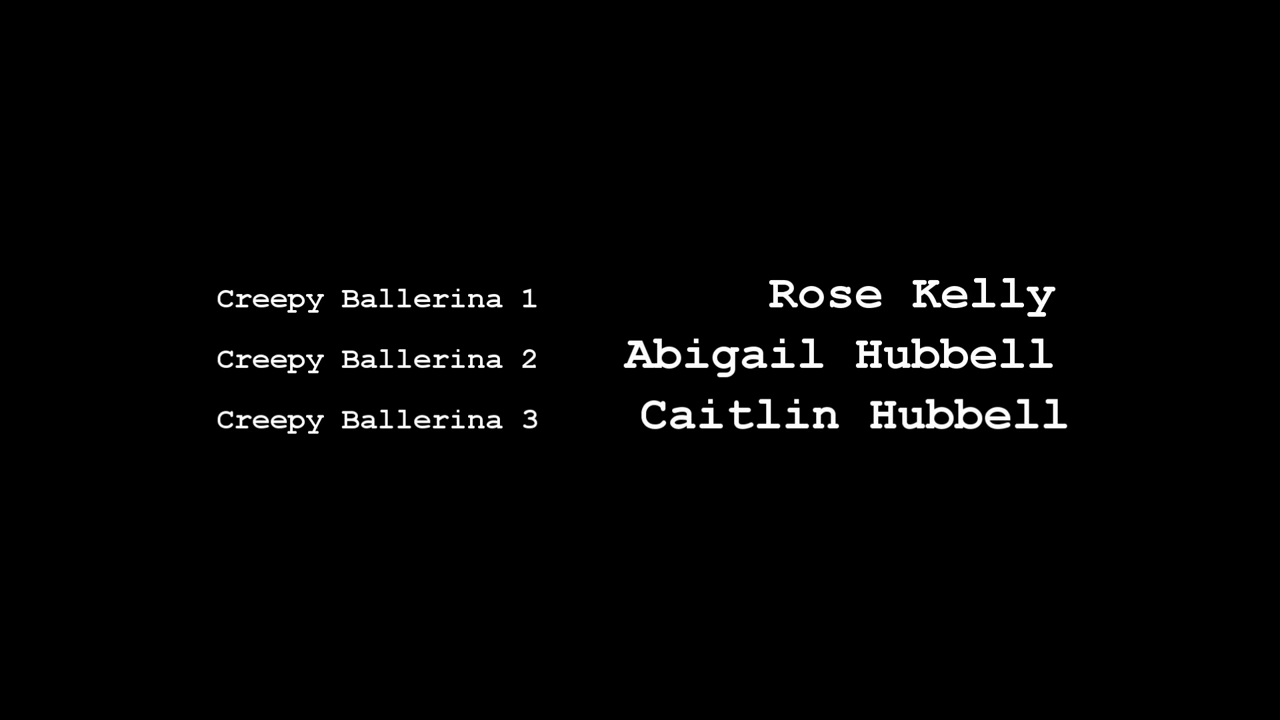 Creepy Ballerina 1 Rose Kelly
Creepy Ballerina 2 Abigail Hubbell
Creepy Ballerina 3 Caitlin Hubbell